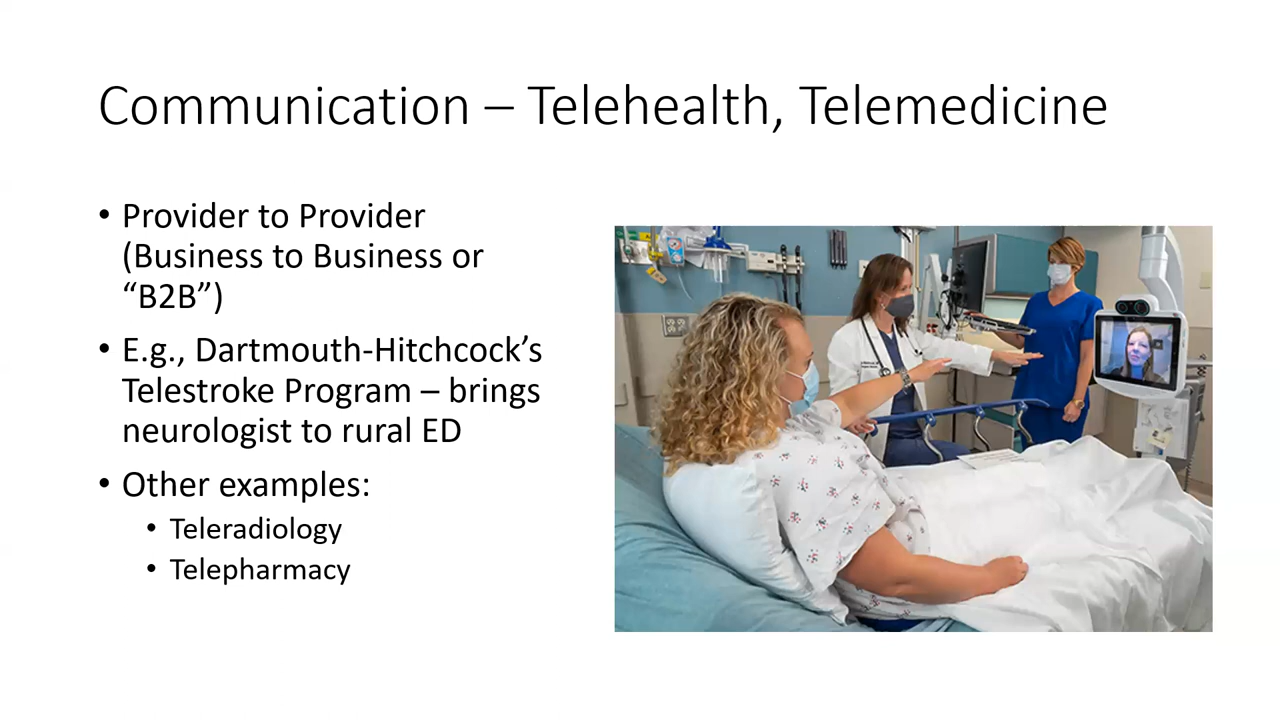 Communication – Telehealth, Telemedicine
• Provider to Provider
(Business to Business or
“B2B”)
• E.g., Dartmouth-Hitchcock’s
Telestroke Program – brings
neurologist to rural ED
• Other examples:
• Teleradiology
• Telepharmacy